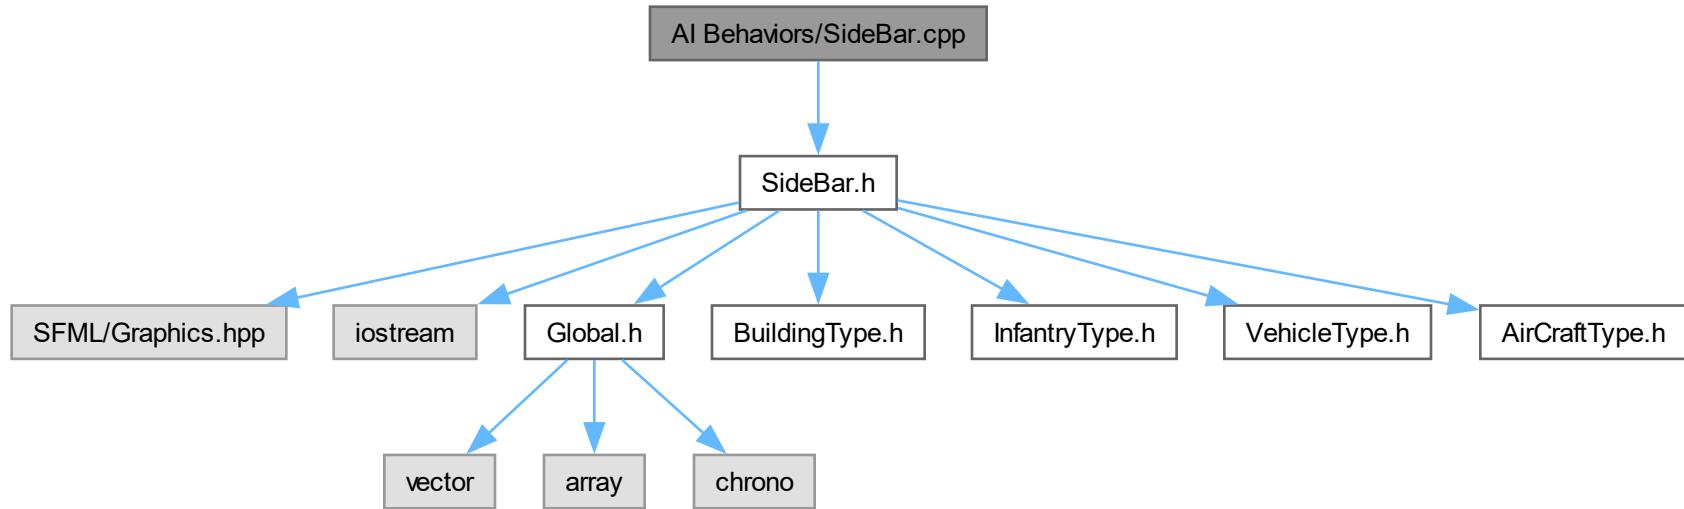 AI Behaviors/SideBar.cpp
SideBar.h
SFML/Graphics.hpp
iostream
Global.h
BuildingType.h
InfantryType.h
VehicleType.h
AirCraftType.h
vector
array
chrono